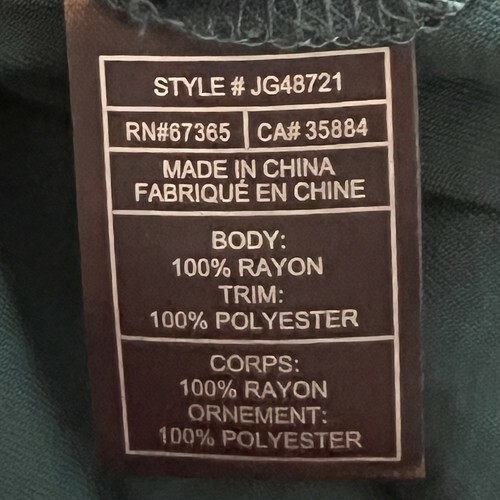 STYLE # JG48721
RN#67365 CA# 35884
MADE IN CHINA
FABRIQUÉ EN CHINE
BODY:
100% RAYON
TRIM:
100% POLYESTER
CORPS:
100% RAYON
ORNEMENT:
100% POLYESTER